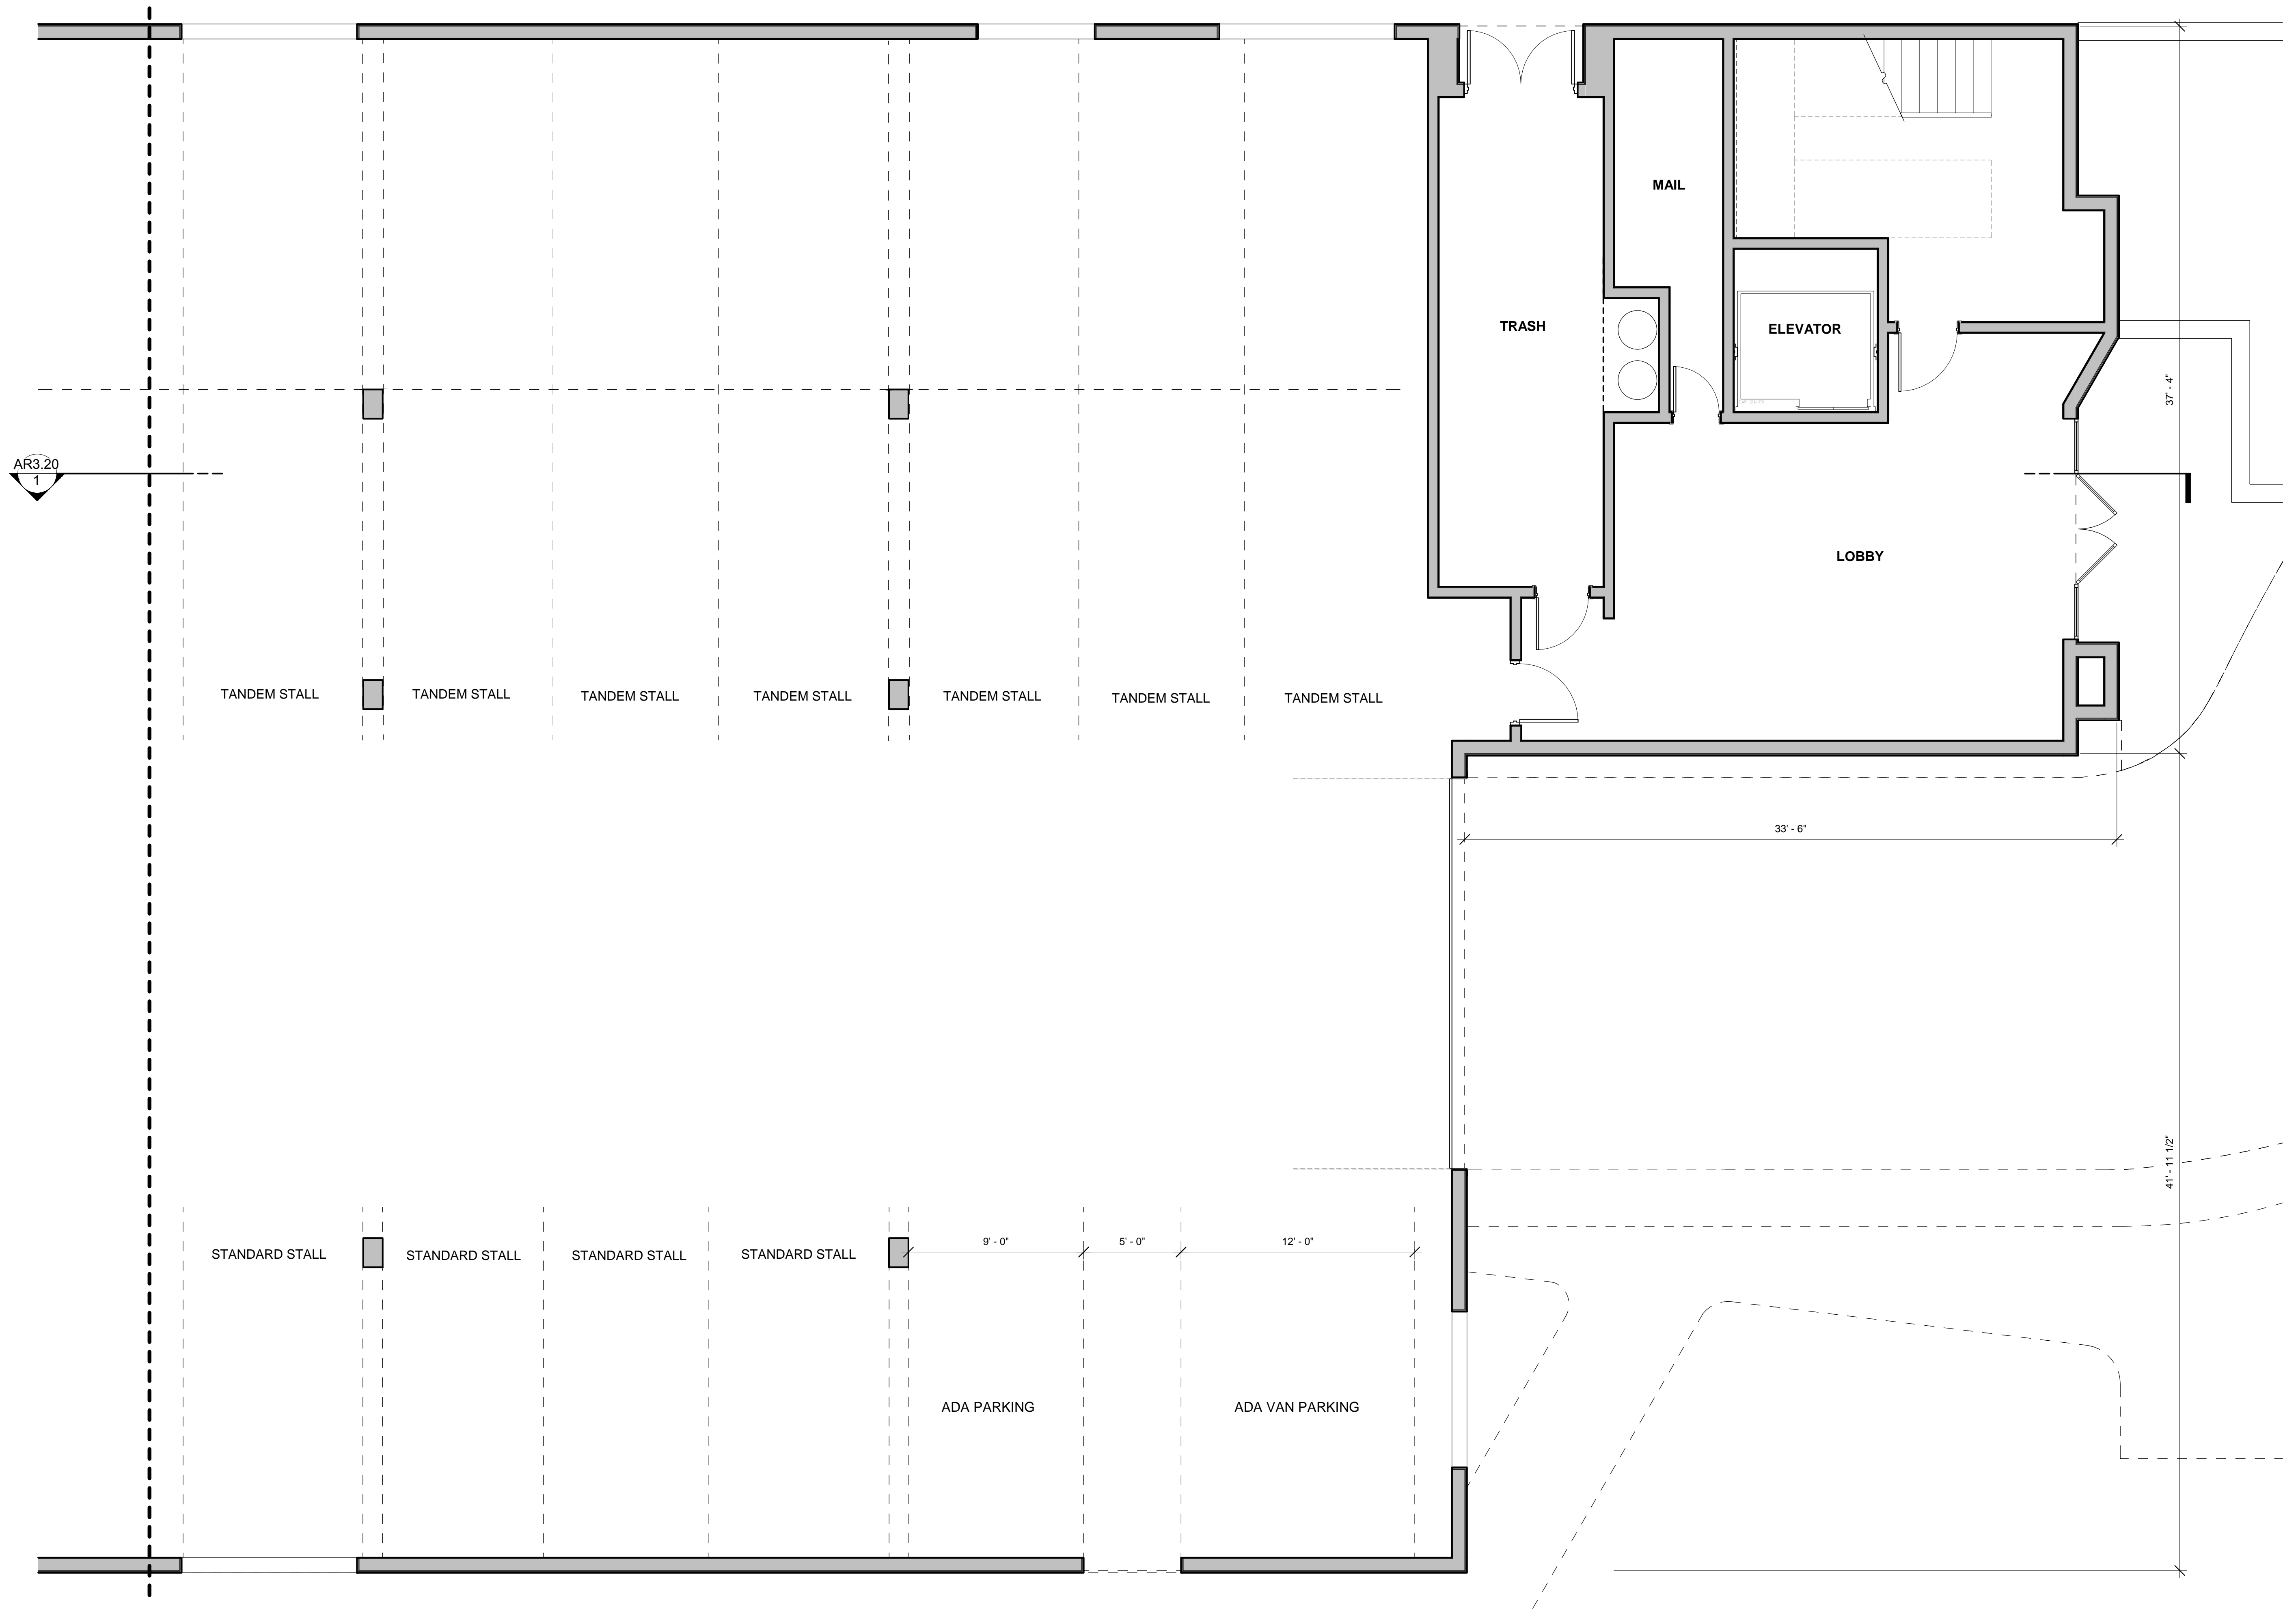 MAIL
TRASH
ELEVATOR
37' - 4"
AR3.20
1
LOBBY
TANDEM STALL
TANDEM STALL
TANDEM STALL
TANDEM STALL
TANDEM STALL
TANDEM STALL
TANDEM STALL
33' - 6"
41' - 11 1/2"
9' - 0"
5' - 0"
12' - 0"
STANDARD STALL
STANDARD STALL
STANDARD STALL
STANDARD STALL
ADA PARKING
ADA VAN PARKING